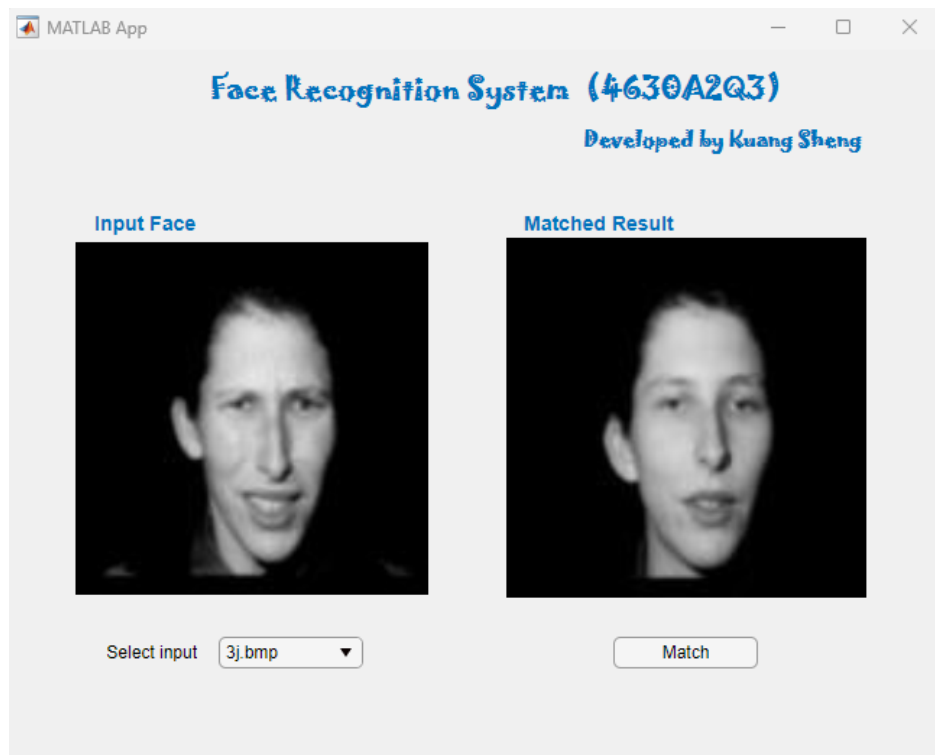 MATLAB App
Face Recognition System (4630A2Q3)
Developed by Kuang Sheng
Input Face
Matched Result
Select input
3j.bmp
Match